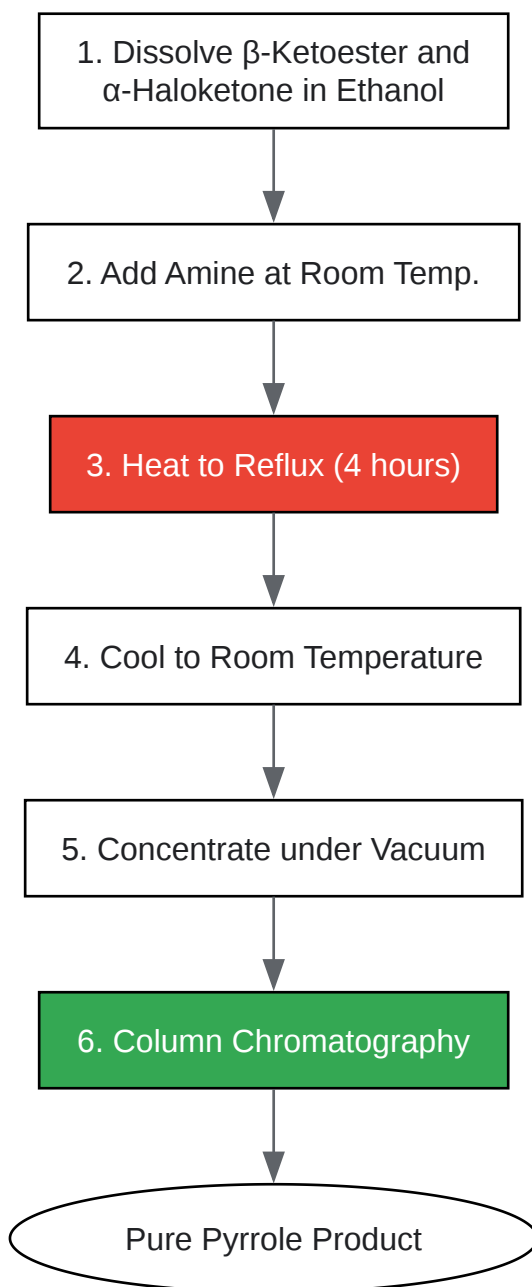 1. Dissolve β-Ketoester and
α-Haloketone in Ethanol
2. Add Amine at Room Temp.
3. Heat to Reflux (4 hours)
4. Cool to Room Temperature
5. Concentrate under Vacuum
6. Column Chromatography
Pure Pyrrole Product